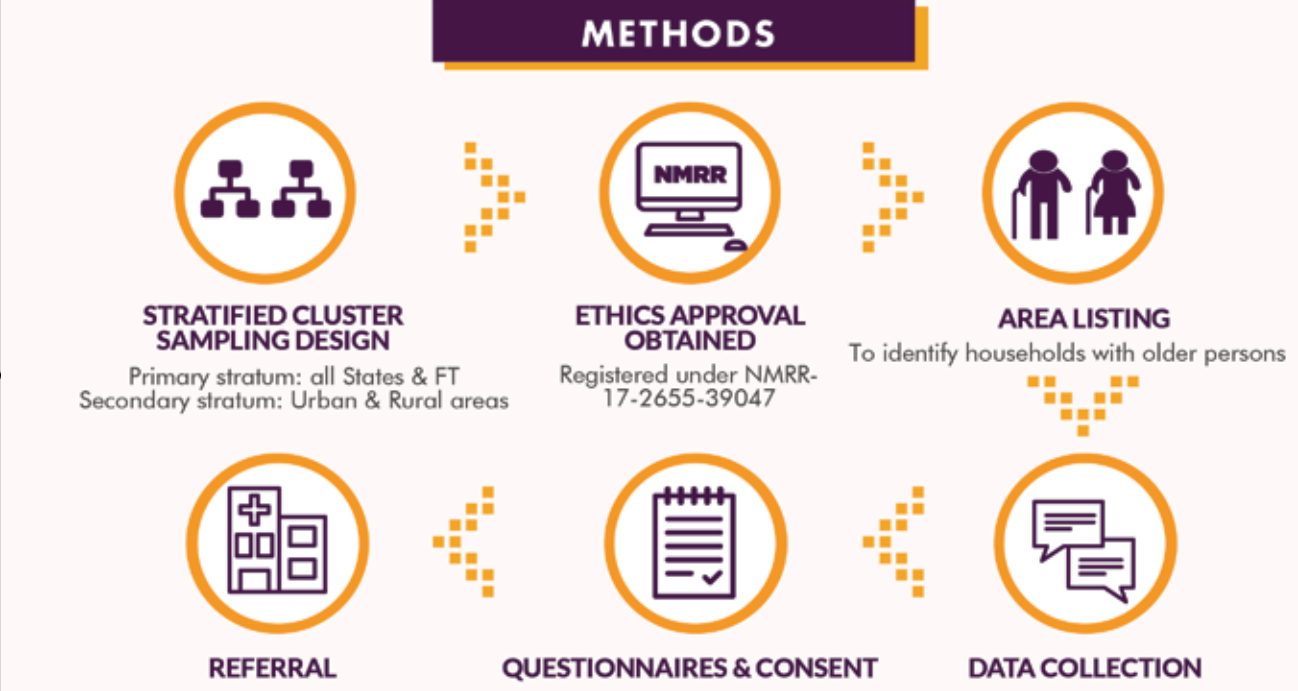 METHODS
NMRR
STRATIFIED CLUSTER
SAMPLING DESIGN
Primary stratum: all States & FT
Secondary stratum: Urban & Rural areas
ETHICS APPROVAL
OBTAINED
Registered under NMRR-
17-2655-39047
AREA LISTING
To identify households with older persons
REFERRAL
QUESTIONNAIRES & CONSENT
DATA COLLECTION